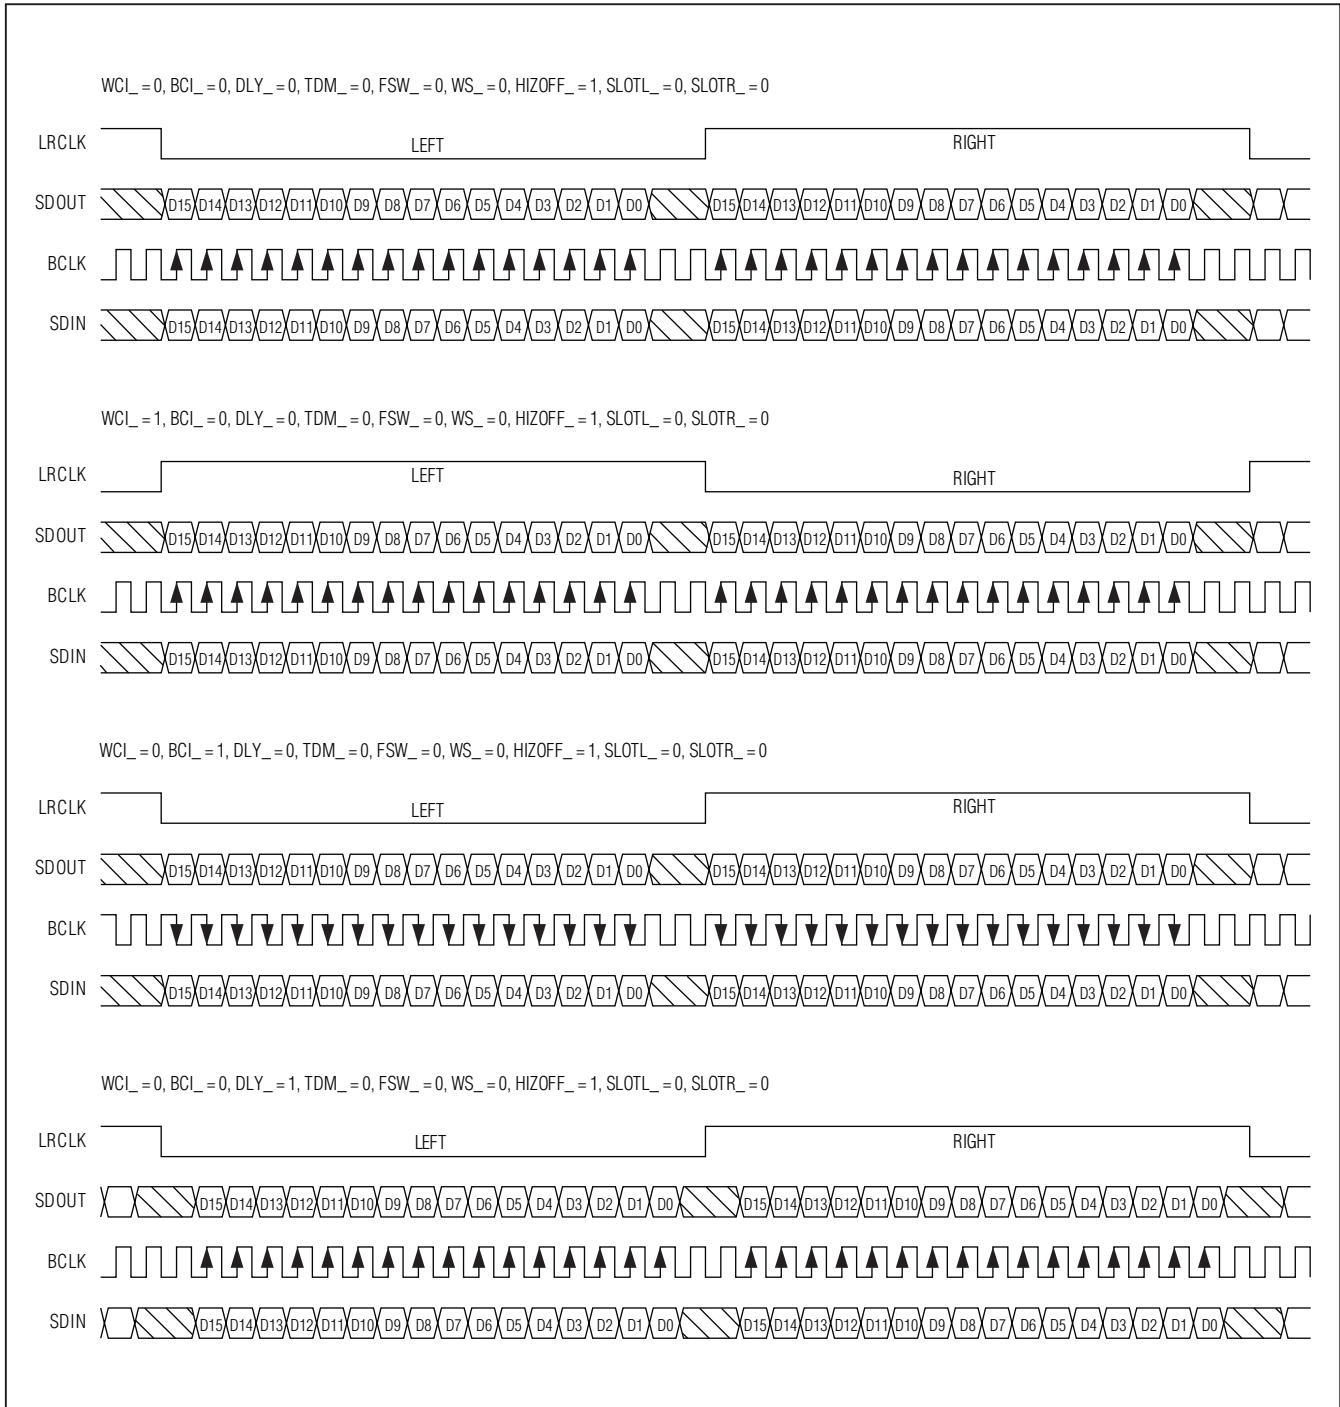 WCI_ = 0, BCI_ = 0, DLY_ = 0, TDM_ = 0, FSW_ = 0, WS_ = 0, HIZOFF_ = 1, SLOTL_ = 0, SLOTR_ = 0
LRCLK LEFT RIGHT
SDOUT D15 D14 D13 D12 D11 D10 D9 D8 D7 D6 D5 D4 D3 D2 D1 D0 D15 D14 D13 D12 D11 D10 D9 D8 D7 D6 D5 D4 D3 D2 D1 D0
BCLK
SDIN D15 D14 D13 D12 D11 D10 D9 D8 D7 D6 D5 D4 D3 D2 D1 D0 D15 D14 D13 D12 D11 D10 D9 D8 D7 D6 D5 D4 D3 D2 D1 D0
WCI_ = 1, BCI_ = 0, DLY_ = 0, TDM_ = 0, FSW_ = 0, WS_ = 0, HIZOFF_ = 1, SLOTL_ = 0, SLOTR_ = 0
LRCLK LEFT RIGHT
SDOUT D15 D14 D13 D12 D11 D10 D9 D8 D7 D6 D5 D4 D3 D2 D1 D0 D15 D14 D13 D12 D11 D10 D9 D8 D7 D6 D5 D4 D3 D2 D1 D0
BCLK
SDIN D15 D14 D13 D12 D11 D10 D9 D8 D7 D6 D5 D4 D3 D2 D1 D0 D15 D14 D13 D12 D11 D10 D9 D8 D7 D6 D5 D4 D3 D2 D1 D0
WCI_ = 0, BCI_ = 1, DLY_ = 0, TDM_ = 0, FSW_ = 0, WS_ = 0, HIZOFF_ = 1, SLOTL_ = 0, SLOTR_ = 0
LRCLK LEFT RIGHT
SDOUT D15 D14 D13 D12 D11 D10 D9 D8 D7 D6 D5 D4 D3 D2 D1 D0 D15 D14 D13 D12 D11 D10 D9 D8 D7 D6 D5 D4 D3 D2 D1 D0
BCLK
SDIN D15 D14 D13 D12 D11 D10 D9 D8 D7 D6 D5 D4 D3 D2 D1 D0 D15 D14 D13 D12 D11 D10 D9 D8 D7 D6 D5 D4 D3 D2 D1 D0
WCI_ = 0, BCI_ = 0, DLY_ = 1, TDM_ = 0, FSW_ = 0, WS_ = 0, HIZOFF_ = 1, SLOTL_ = 0, SLOTR_ = 0
LRCLK LEFT RIGHT
SDOUT D15 D14 D13 D12 D11 D10 D9 D8 D7 D6 D5 D4 D3 D2 D1 D0 D15 D14 D13 D12 D11 D10 D9 D8 D7 D6 D5 D4 D3 D2 D1 D0
BCLK
SDIN D15 D14 D13 D12 D11 D10 D9 D8 D7 D6 D5 D4 D3 D2 D1 D0 D15 D14 D13 D12 D11 D10 D9 D8 D7 D6 D5 D4 D3 D2 D1 D0